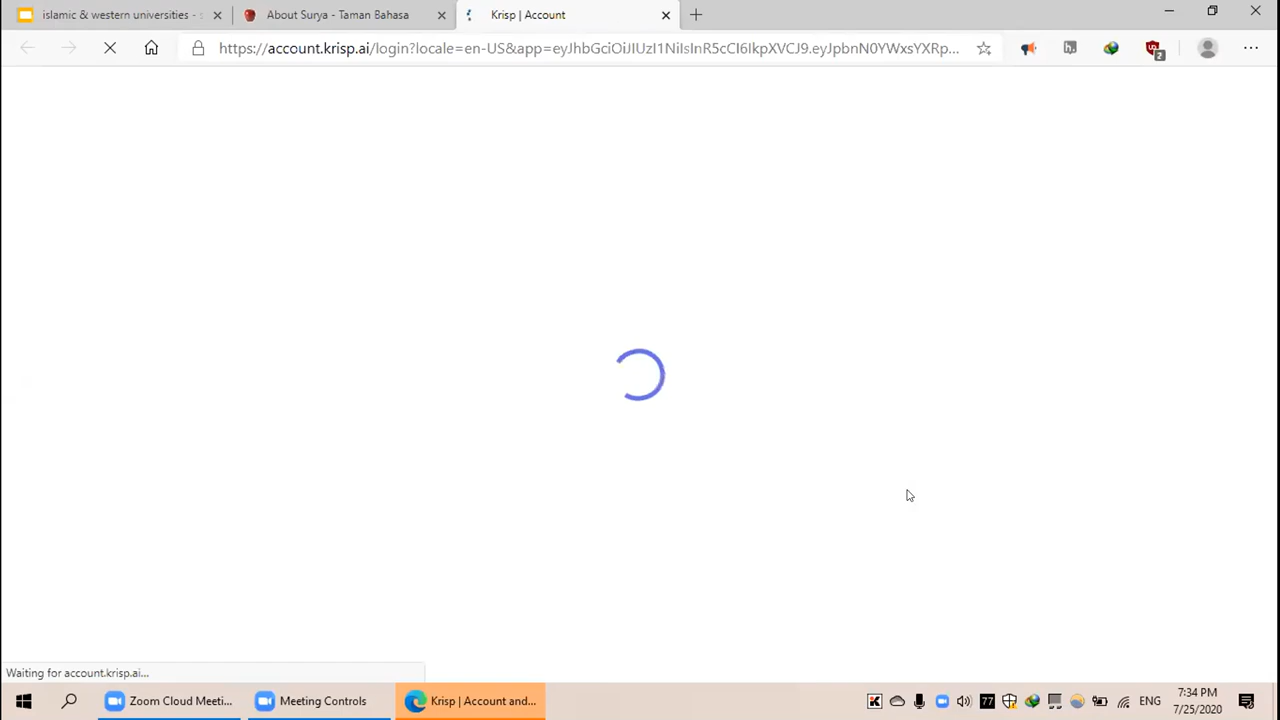 islamic & western universities - s
About Surya - Taman Bahasa
Krisp | Account
https://account.krisp.ai/login?locale=en-US&app=eyJhbGciOiJIUzI1NiIsInR5cCI6IkpXVCJ9.eyJpbnN0YWxsYXRp...
2
Waiting for account.krisp.ai...
Zoom Cloud Meeti...
Meeting Controls
Krisp | Account and...
K
77
ENG
7:34 PM
7/25/2020